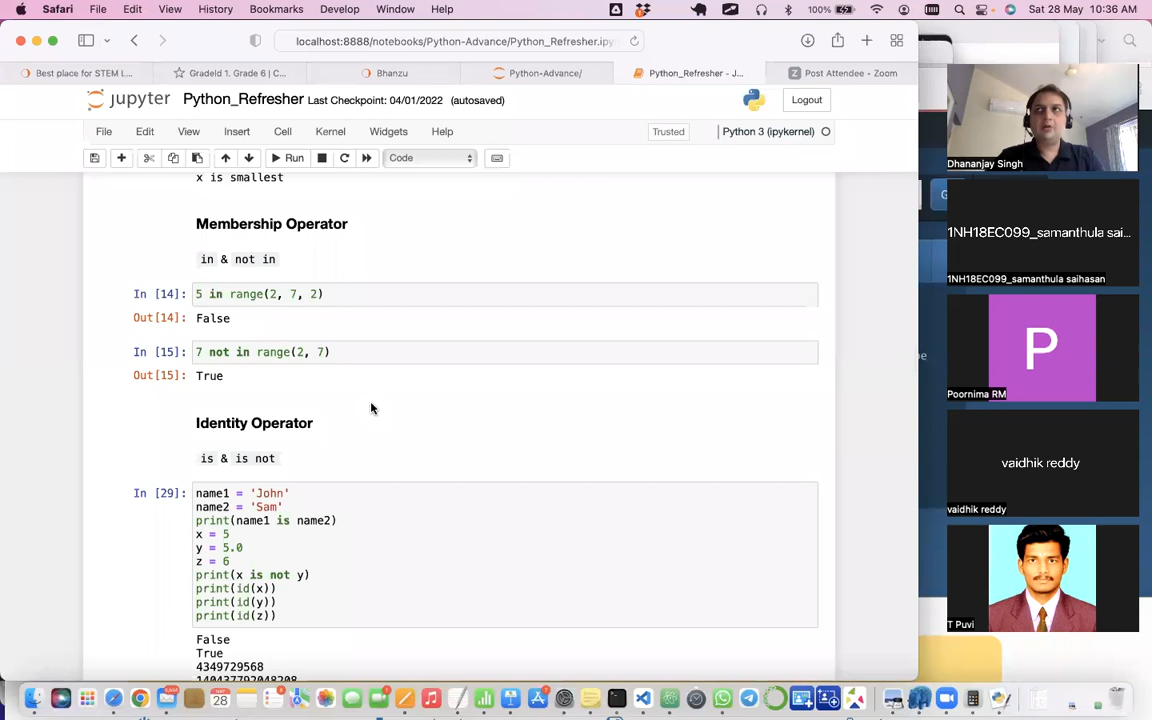 Safari File Edit View History Bookmarks Develop Window Help 100% Sat 28 May 10:36 AM
localhost:8888/notebooks/Python-Advance/Python_Refresher.ipy
Best place for STEM L... GradeId 1. Grade 6 | C... Bhanzu Python-Advance/ Python_Refresher - J... Post Attendee - Zoom
jupyter Python_Refresher Last Checkpoint: 04/01/2022 (autosaved) Logout
File Edit View Insert Cell Kernel Widgets Help Trusted Python 3 (ipykernel)
Run Code
x is smallest
Membership Operator
in & not in
In [14]: 5 in range(2, 7, 2)
Out[14]: False
In [15]: 7 not in range(2, 7)
Out[15]: True
Identity Operator
is & is not
In [29]: name1 = 'John'
name2 = 'Sam'
print(name1 is name2)
x = 5
y = 5.0
z = 6
print(x is not y)
print(id(x))
print(id(y))
print(id(z))
False
True
4349729568
140437792048208
Dhananjay Singh
1NH18EC099_samanthula sai...
1NH18EC099_samanthula saihasan
P
Poornima RM
vaidhik reddy
vaidhik reddy
T Puvi
MAY
28